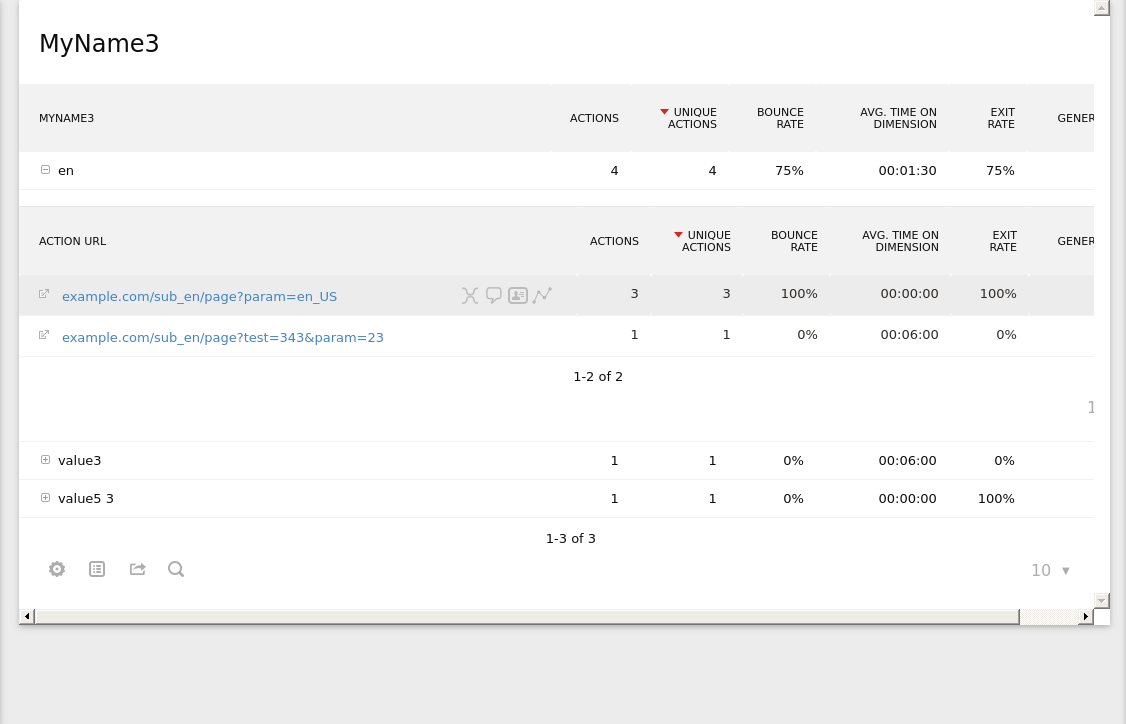 MyName3
MYNAME3 ACTIONS UNIQUE ACTIONS BOUNCE RATE AVG. TIME ON DIMENSION EXIT RATE GENER
en 4 4 75% 00:01:30 75%
ACTION URL ACTIONS UNIQUE ACTIONS BOUNCE RATE AVG. TIME ON DIMENSION EXIT RATE GENER
example.com/sub_en/page?param=en_US 3 3 100% 00:00:00 100%
example.com/sub_en/page?test=343&param=23 1 1 0% 00:06:00 0%
1-2 of 2
1
value3 1 1 0% 00:06:00 0%
value5 3 1 1 0% 00:00:00 100%
1-3 of 3
10